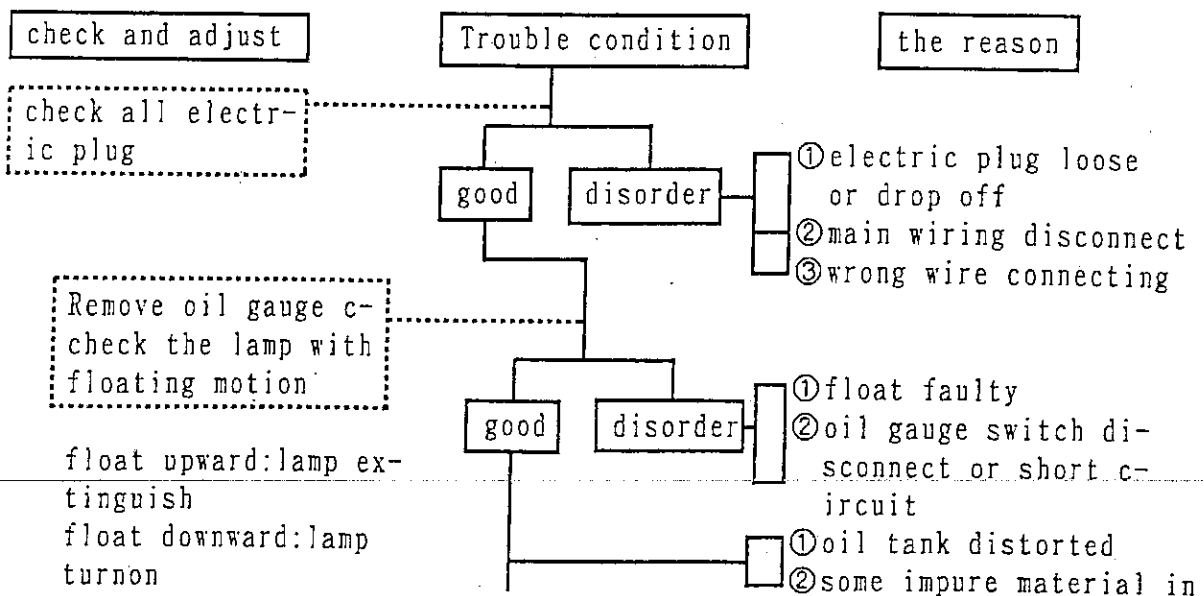 check and adjust
Trouble condition
the reason
check all electr-
ic plug
good
disorder
①electric plug loose
or drop off
②main wiring disconnect
③wrong wire connecting
Remove oil gauge c-
check the lamp with
floating motion
good
disorder
①float faulty
②oil gauge switch di-
sconnect or short c-
ircuit
float upward:lamp ex-
tinguish
float downward:lamp
turnon
①oil tank distorted
②some impure material in